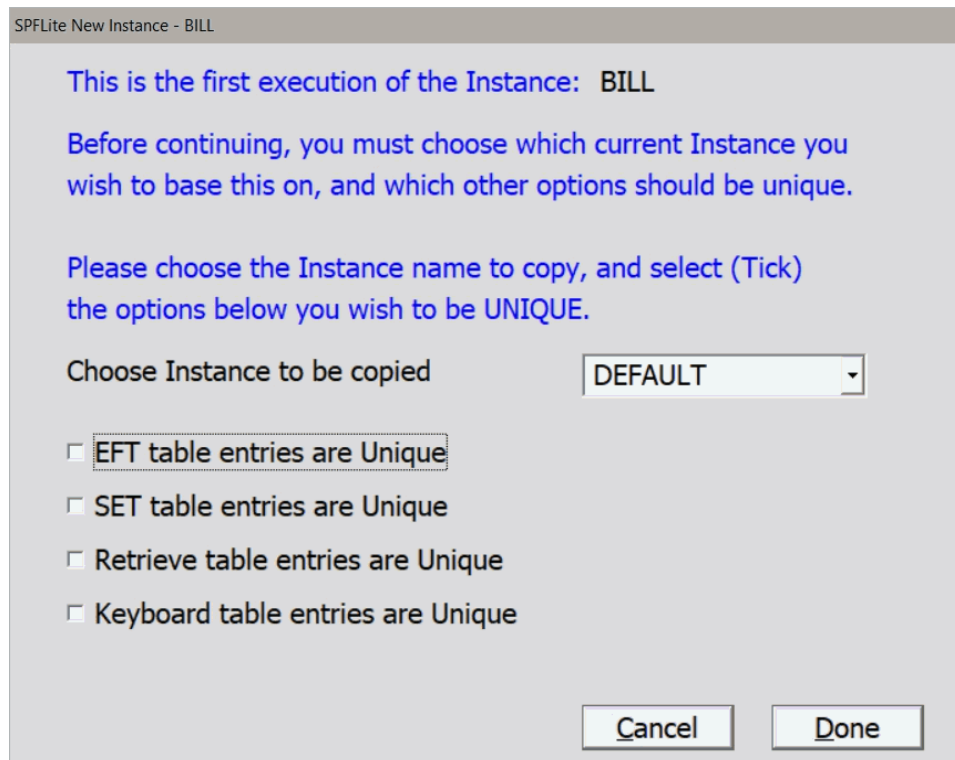 SPFLite New Instance - BILL
This is the first execution of the Instance: BILL
Before continuing, you must choose which current Instance you
wish to base this on, and which other options should be unique.
Please choose the Instance name to copy, and select (Tick)
the options below you wish to be UNIQUE.
Choose Instance to be copied DEFAULT
EFT table entries are Unique
SET table entries are Unique
Retrieve table entries are Unique
Keyboard table entries are Unique
Cancel Done